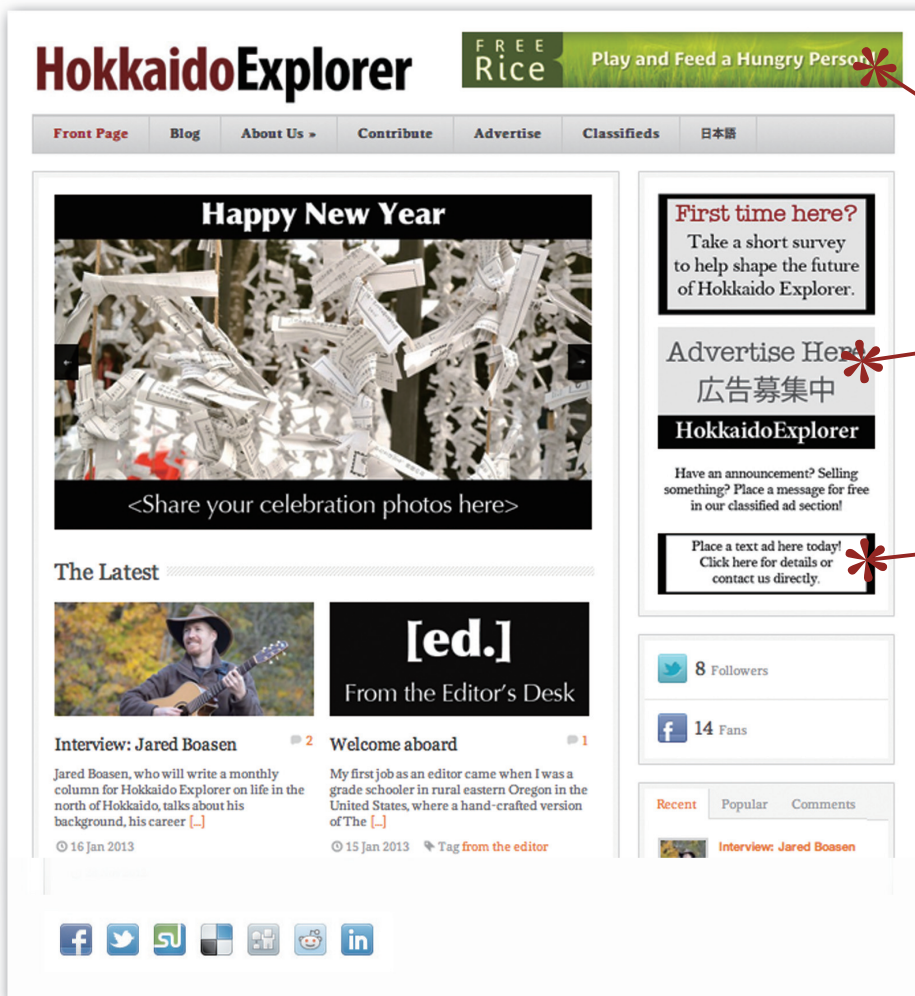 HokkaidoExplorer
FREE
Rice
Play and Feed a Hungry Person!
Front Page Blog About Us » Contribute Advertise Classifieds 日本語
Happy New Year
<Share your celebration photos here>
First time here?
Take a short survey
to help shape the future
of Hokkaido Explorer.
Advertise Here
広告募集中
HokkaidoExplorer
Have an announcement? Selling
something? Place a message for free
in our classified ad section!
Place a text ad here today!
Click here for details or
contact us directly.
The Latest
Interview: Jared Boasen 2
Jared Boasen, who will write a monthly
column for Hokkaido Explorer on life in the
north of Hokkaido, talks about his
background, his career [...]
16 Jan 2013
[ed.]
From the Editor's Desk
Welcome aboard 1
My first job as an editor came when I was a
grade schooler in rural eastern Oregon in the
United States, where a hand-crafted version
of The [...]
15 Jan 2013 Tag from the editor
8 Followers
14 Fans
Recent Popular Comments
Interview: Jared Boasen